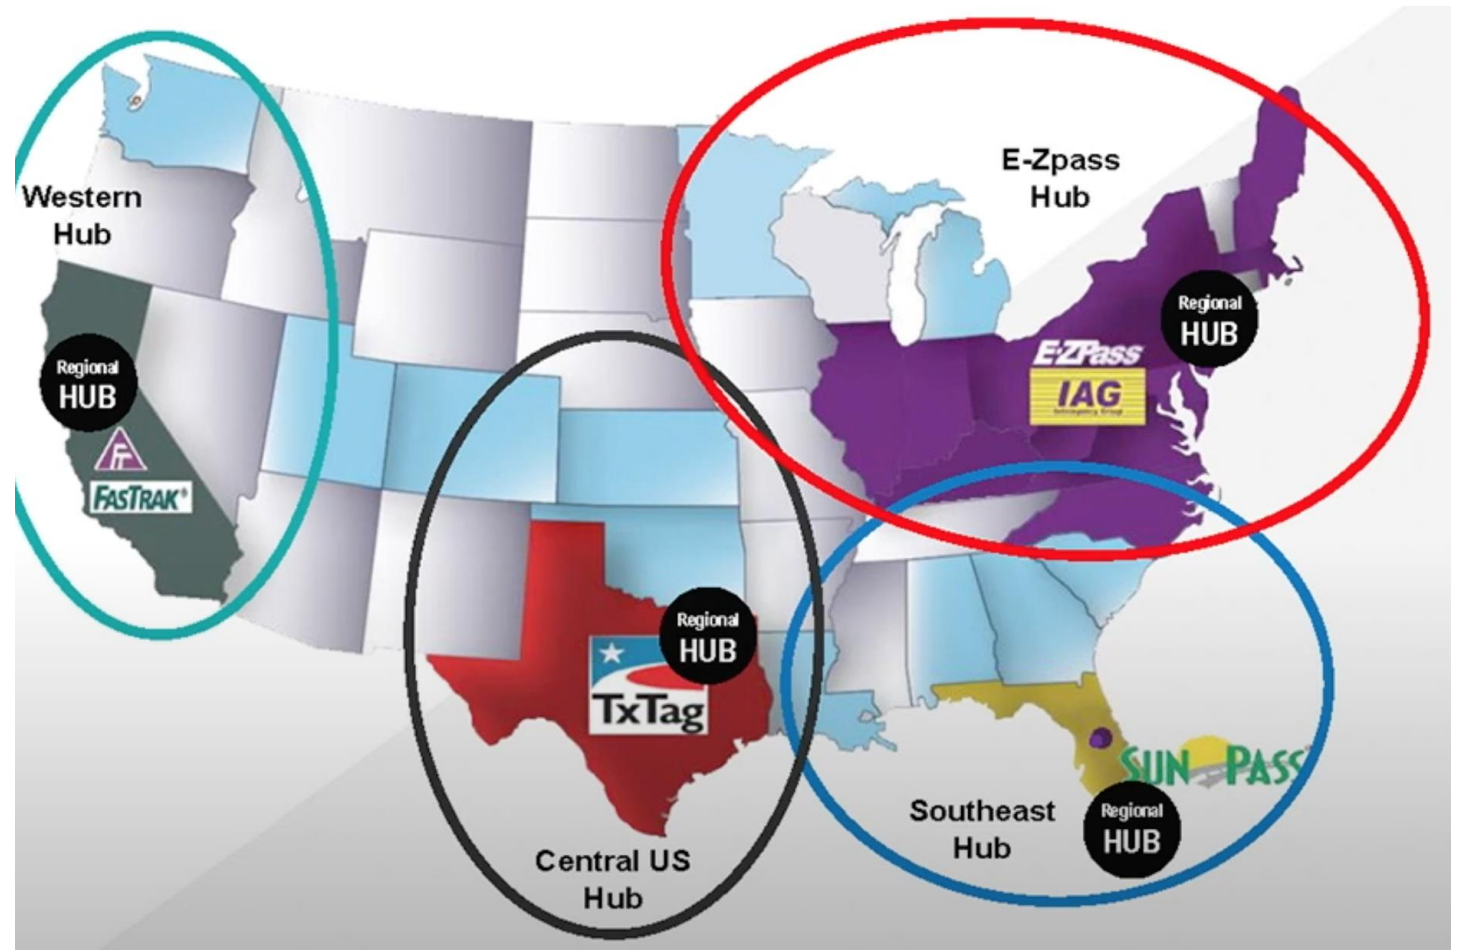 E-Zpass
Hub
Western
Hub
Regional
HUB
E-ZPass
IAG
Regional
HUB
FT
FASTRAK®
Regional
HUB
TxTag
SUN PASS
Southeast
Hub
Regional
HUB
Central US
Hub